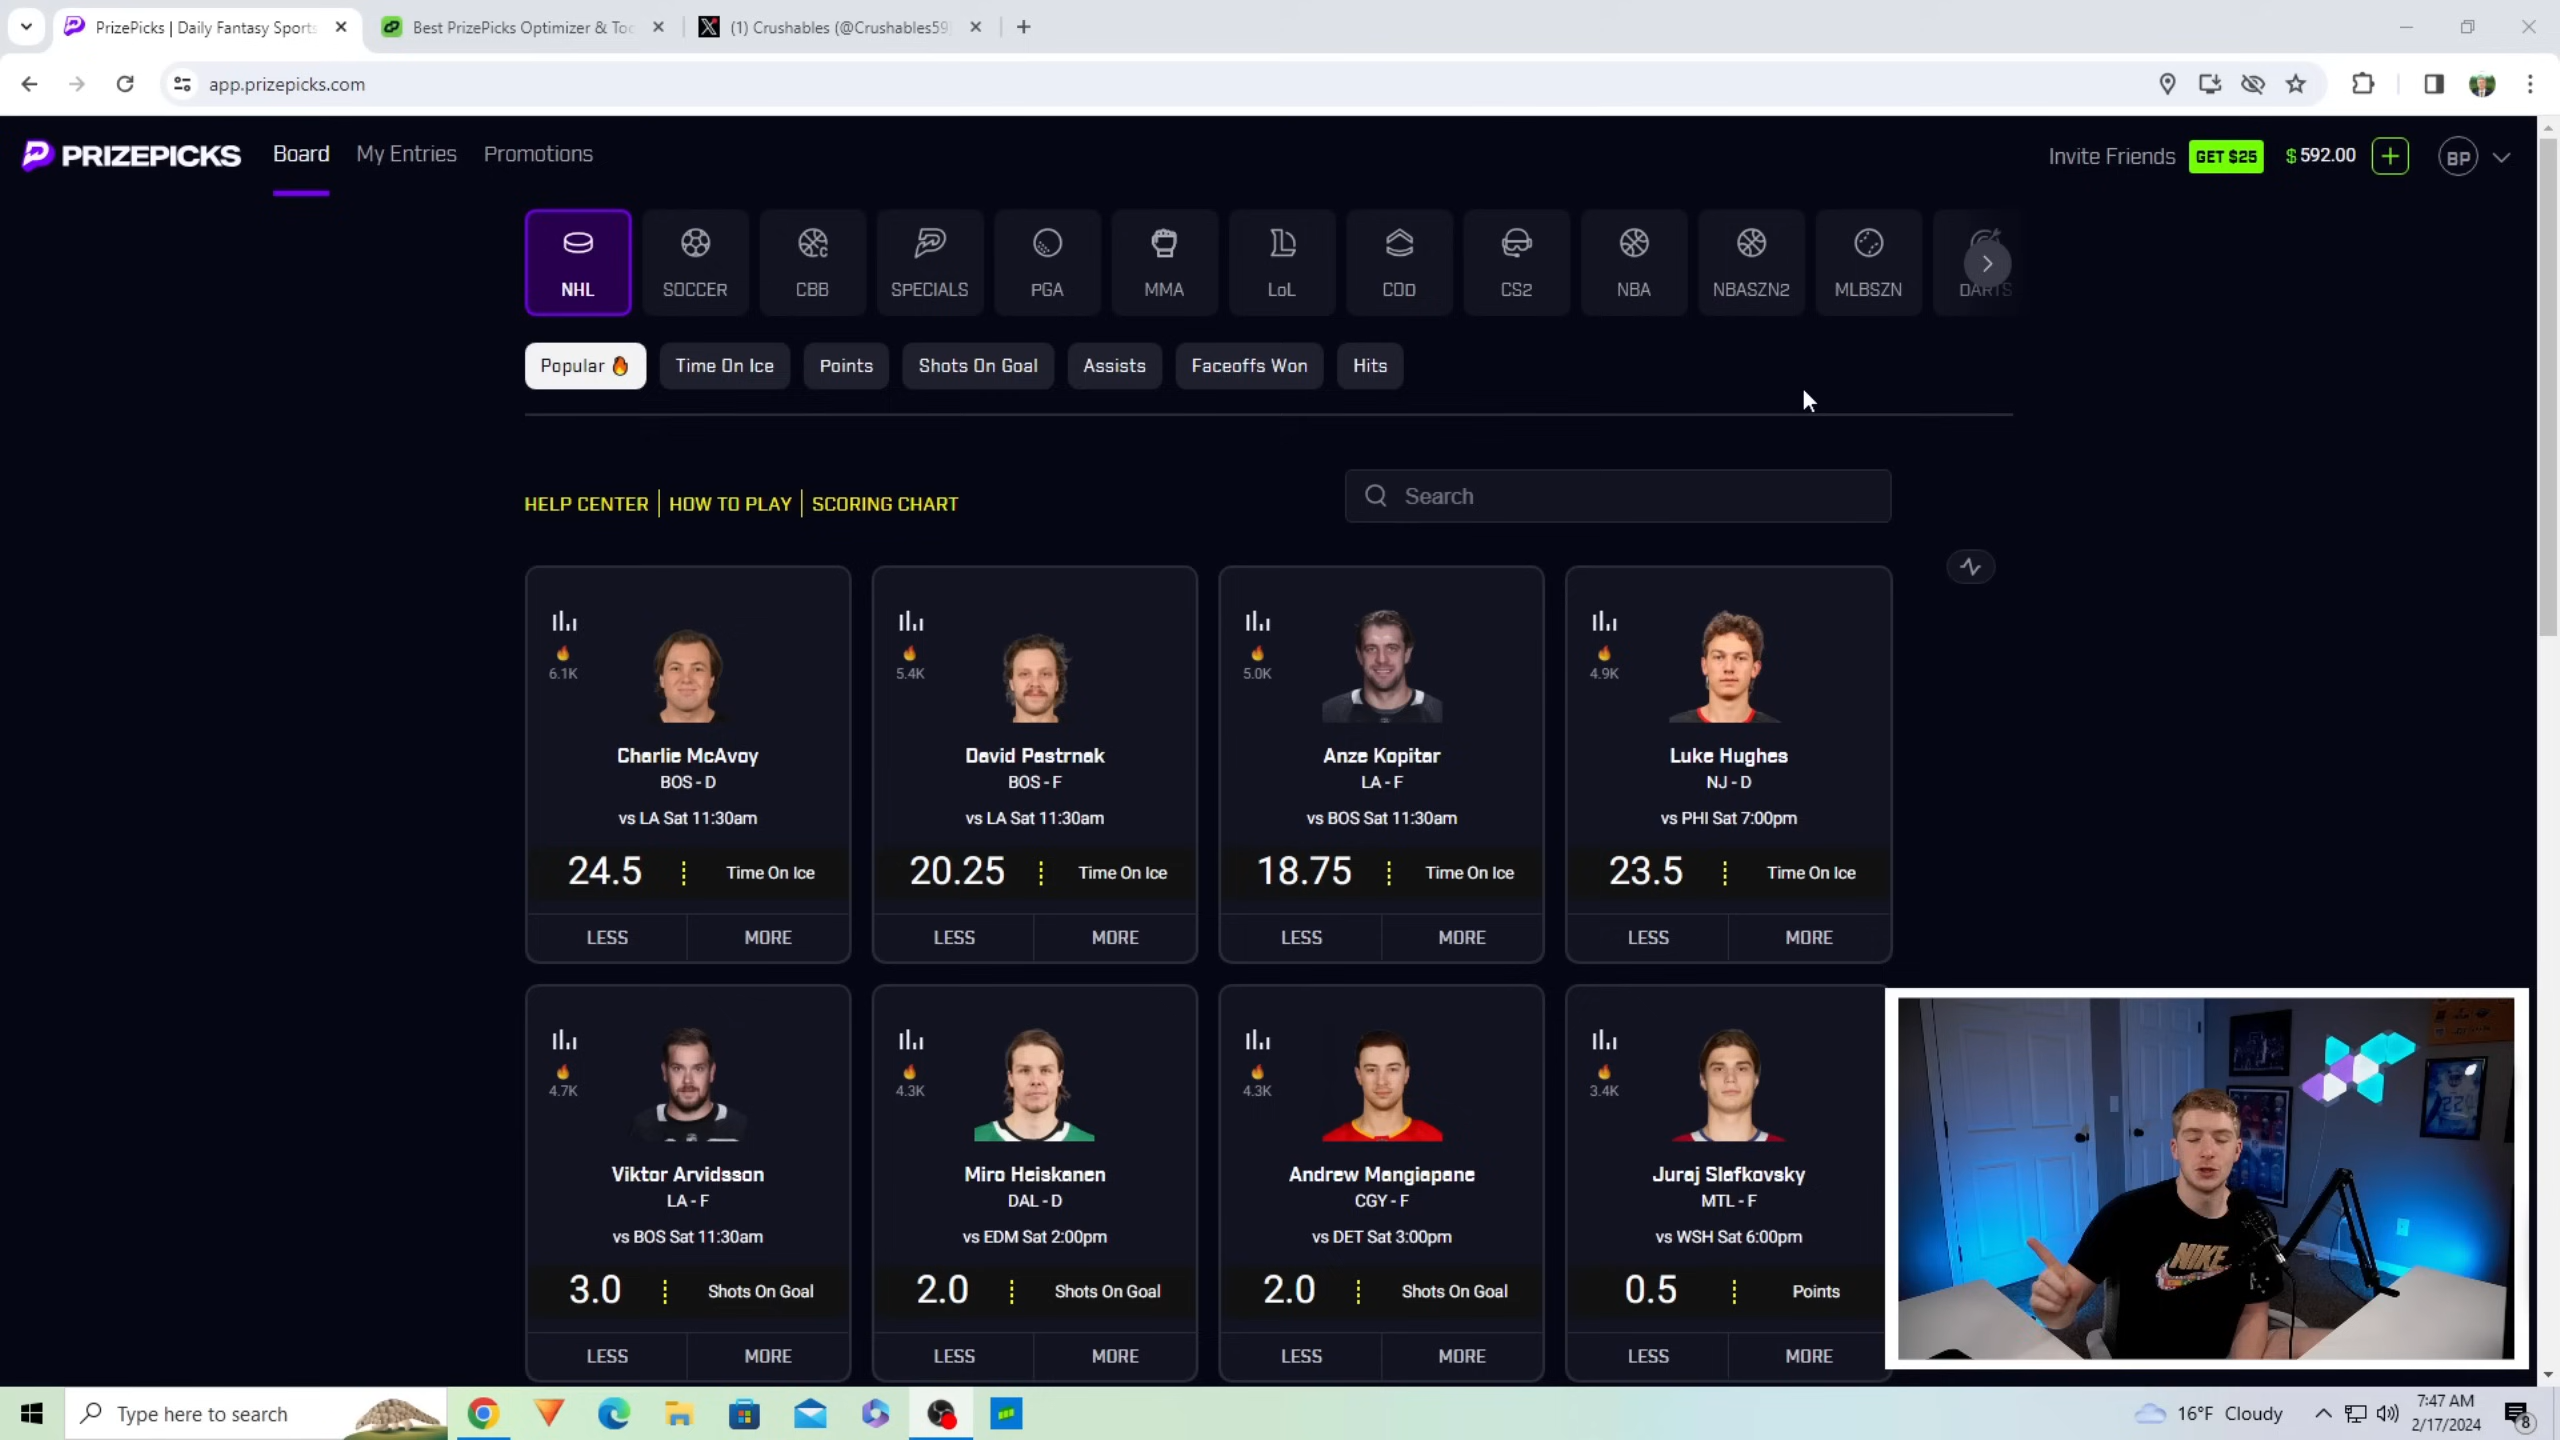 PrizePicks | Daily Fantasy Sports
Best PrizePicks Optimizer & Too
(1) Crushables (@Crushables59)
app.prizepicks.com
PRIZEPICKS
Board
My Entries
Promotions
Invite Friends
GET $25
$592.00
BP
NHL
SOCCER
CBB
SPECIALS
PGA
MMA
LoL
COD
CS2
NBA
NBASZN2
MLBSZN
DARTS
Popular
Time On Ice
Points
Shots On Goal
Assists
Faceoffs Won
Hits
HELP CENTER | HOW TO PLAY | SCORING CHART
Search
6.1K
Charlie McAvoy
BOS - D
vs LA Sat 11:30am
24.5 Time On Ice
LESS MORE
5.4K
David Pastrnak
BOS - F
vs LA Sat 11:30am
20.25 Time On Ice
LESS MORE
5.0K
Anze Kopitar
LA - F
vs BOS Sat 11:30am
18.75 Time On Ice
LESS MORE
4.9K
Luke Hughes
NJ - D
vs PHI Sat 7:00pm
23.5 Time On Ice
LESS MORE
4.7K
Viktor Arvidsson
LA - F
vs BOS Sat 11:30am
3.0 Shots On Goal
LESS MORE
4.3K
Miro Heiskanen
DAL - D
vs EDM Sat 2:00pm
2.0 Shots On Goal
LESS MORE
4.3K
Andrew Mangiapane
CGY - F
vs DET Sat 3:00pm
2.0 Shots On Goal
LESS MORE
3.4K
Juraj Slafkovsky
MTL - F
vs WSH Sat 6:00pm
0.5 Points
LESS MORE
NIKE
22
Type here to search
16°F Cloudy
7:47 AM
2/17/2024
8